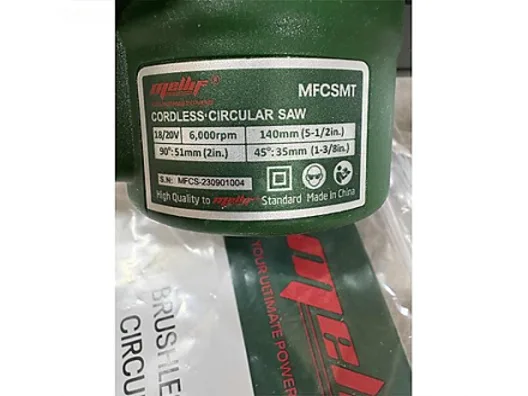 mellif MFCSMT
CORDLESS CIRCULAR SAW
18/20V 6,000rpm 140mm (5-1/2in.)
90°: 51mm (2in.) 45°: 35mm (1-3/8in.)
S.N: MFCS-230901004
High Quality to mellif Standard Made In China
mel
YOUR ULTIMATE POWER
BRUSHLE
CIRCU